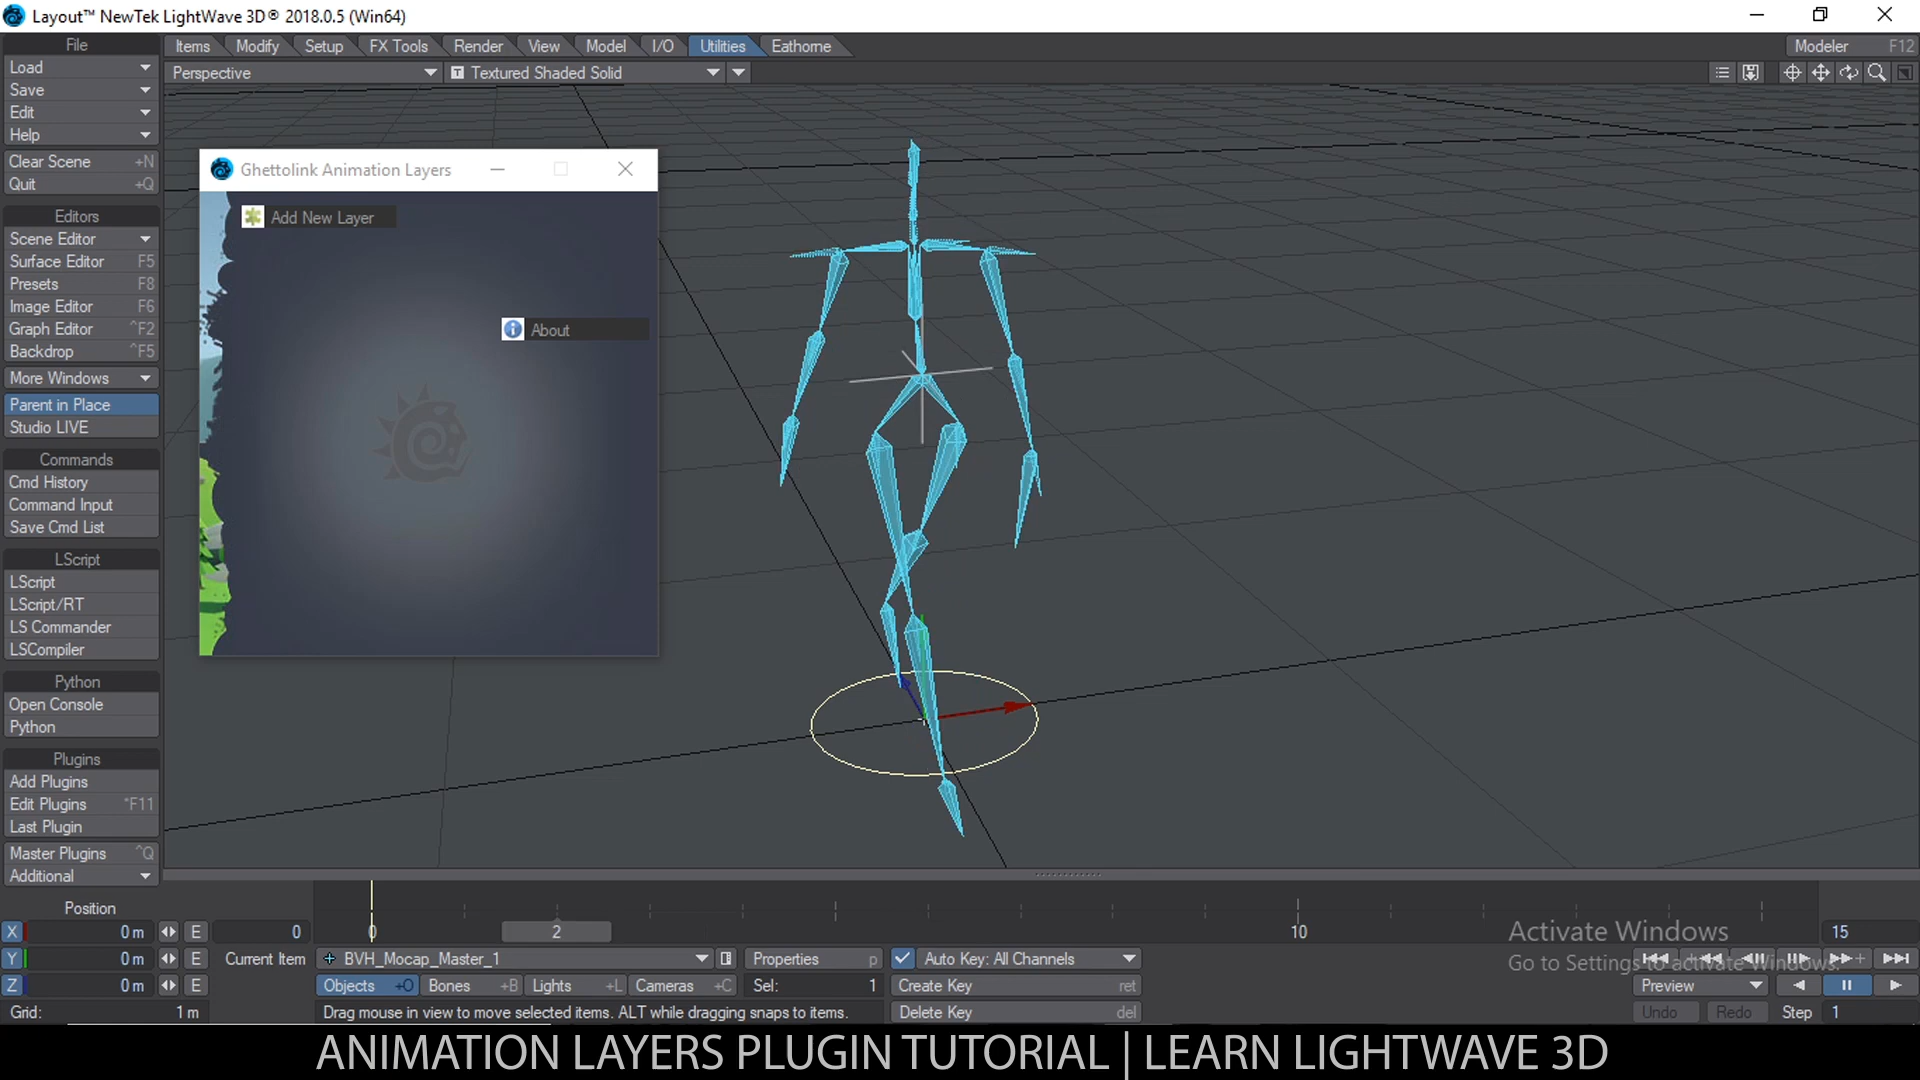 Layout™ NewTek LightWave 3D® 2018.0.5 (Win64)
File
Items Modify Setup FX Tools Render View Model I/O Utilities Eathome Modeler F12
Load
Perspective T Textured Shaded Solid
Save
Edit
Help
Clear Scene +N
Quit +Q
Ghettolink Animation Layers
Add New Layer
About
Editors
Scene Editor
Surface Editor F5
Presets F8
Image Editor F6
Graph Editor ^F2
Backdrop ^F5
More Windows
Parent in Place
Studio LIVE
Commands
Cmd History
Command Input
Save Cmd List
LScript
LScript
LScript/RT
LS Commander
LSCompiler
Python
Open Console
Python
Plugins
Add Plugins
Edit Plugins *F11
Last Plugin
Master Plugins ^Q
Additional
Position
X 0 m E 0 0 2 10 15
Y 0 m E Current Item BVH_Mocap_Master_1 Properties p Auto Key: All Channels
Z 0 m E Objects +O Bones +B Lights +L Cameras +C Sel: 1 Create Key ret Preview
Grid: 1 m Drag mouse in view to move selected items. ALT while dragging snaps to items. Delete Key del Undo Redo Step 1
Activate Windows
Go to Settings to activate Windows.
ANIMATION LAYERS PLUGIN TUTORIAL | LEARN LIGHTWAVE 3D